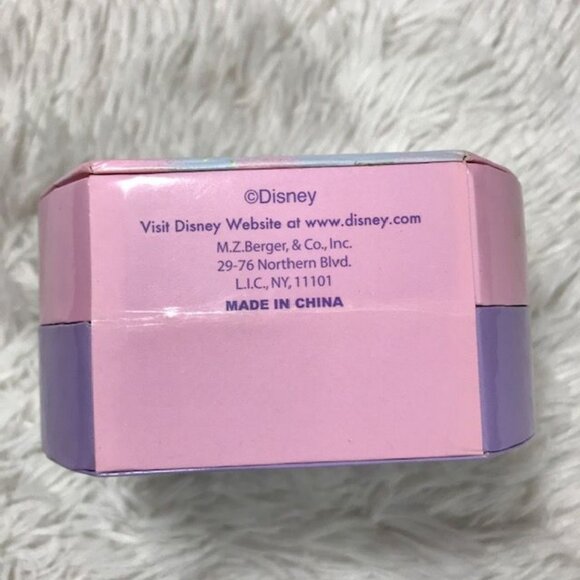 ©Disney
Visit Disney Website at www.disney.com
M.Z.Berger, & Co., Inc.
29-76 Northern Blvd.
L.I.C., NY, 11101
MADE IN CHINA